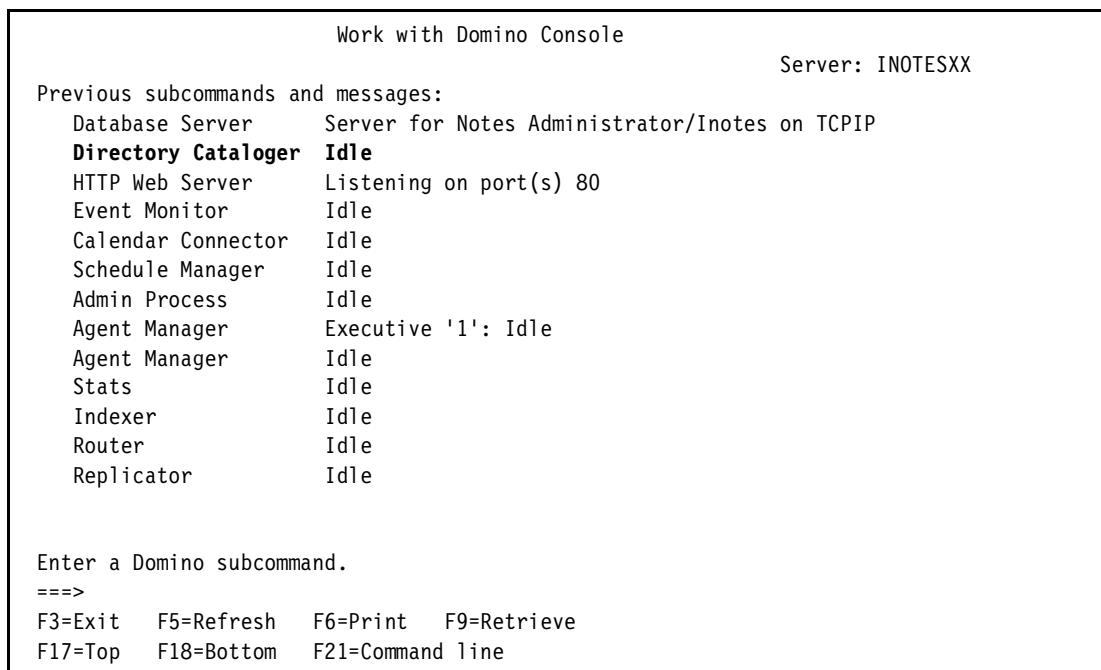 Work with Domino Console
Server: INOTESXX
Previous subcommands and messages:
Database Server Server for Notes Administrator/Inotes on TCPIP
Directory Cataloger Idle
HTTP Web Server Listening on port(s) 80
Event Monitor Idle
Calendar Connector Idle
Schedule Manager Idle
Admin Process Idle
Agent Manager Executive '1': Idle
Agent Manager Idle
Stats Idle
Indexer Idle
Router Idle
Replicator Idle
Enter a Domino subcommand.
===>
F3=Exit F5=Refresh F6=Print F9=Retrieve
F17=Top F18=Bottom F21=Command line